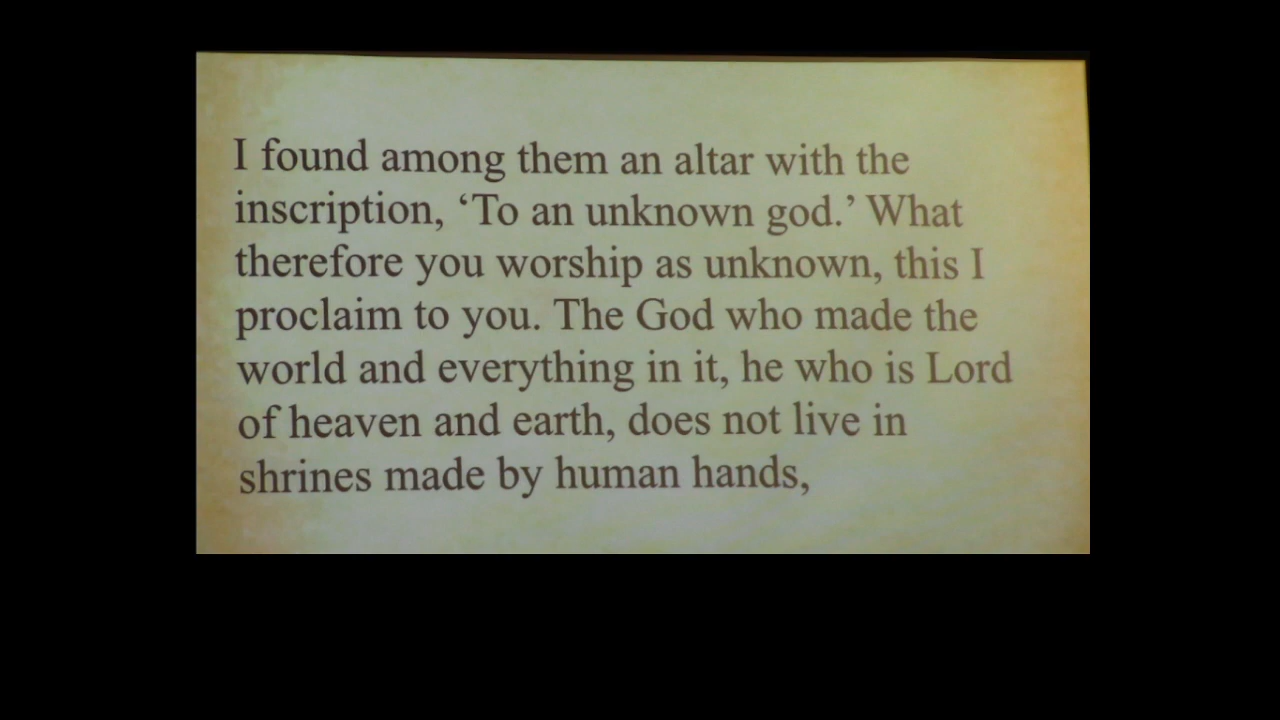 I found among them an altar with the
inscription, ‘To an unknown god.’ What
therefore you worship as unknown, this I
proclaim to you. The God who made the
world and everything in it, he who is Lord
of heaven and earth, does not live in
shrines made by human hands,